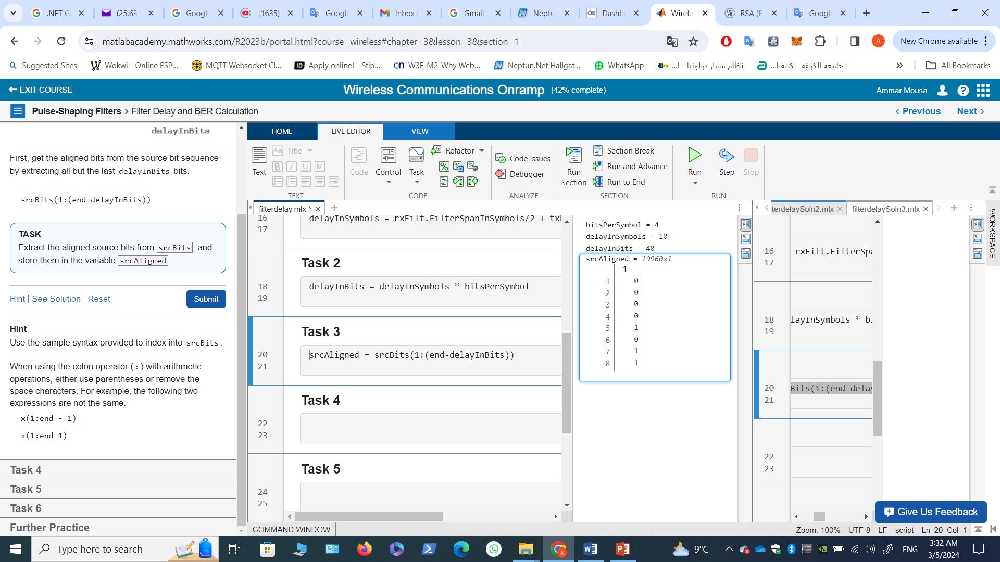 .NET G
(25,631
Google
(1635)
Google
Inbox (
Gmail
Neptu
Dashb
Wirele
RSA (E
Google
matlabacademy.mathworks.com/R2023b/portal.html?course=wireless#chapter=3&lesson=3&section=1
A
New Chrome available
Suggested Sites
Wokwi - Online ESP...
MQTT Websocket Cl...
Apply online! - Stip...
W3F-M2-Why Web...
Neptun.Net Hallgat...
WhatsApp
نظام مسار بولونيا - ا...
جامعة الكوفة - كلية ا...
All Bookmarks
EXIT COURSE
Wireless Communications Onramp (42% complete)
Ammar Mousa
Pulse-Shaping Filters > Filter Delay and BER Calculation
Previous
Next
delayInBits
First, get the aligned bits from the source bit sequence
by extracting all but the last delayInBits bits.
srcBits(1:(end-delayInBits))
TASK
Extract the aligned source bits from srcBits, and
store them in the variable srcAligned.
Hint | See Solution | Reset
Submit
Hint
Use the sample syntax provided to index into srcBits.
When using the colon operator (:) with arithmetic
operations, either use parentheses or remove the
space characters. For example, the following two
expressions are not the same.
x(1:end - 1)
x(1:end-1)
Task 4
Task 5
Task 6
Further Practice
HOME
LIVE EDITOR
VIEW
Text
Aa Title
B I U M
TEXT
Code
Control
Task
Refactor
CODE
Code Issues
Debugger
ANALYZE
Run Section
Section Break
Run and Advance
Run to End
SECTION
Run
Step
Stop
RUN
filterdelay.mlx *
16 delayInSymbols = rxFilt.FilterSpanInSymbols/2 + txF
17
Task 2
18 delayInBits = delayInSymbols * bitsPerSymbol
19
Task 3
20 srcAligned = srcBits(1:(end-delayInBits))
21
Task 4
22
23
Task 5
24
25
bitsPerSymbol = 4
delayInSymbols = 10
delayInBits = 40
srcAligned = 19960×1
1
1 0
2 0
3 0
4 0
5 1
6 0
7 1
8 1
terdelaySoln2.mlx
filterdelaySoln3.mlx
16 rxFilt.FilterSpa
17
18 layInSymbols * bi
19
20 Bits(1:(end-delay
21
22
23
WORKSPACE
Give Us Feedback
COMMAND WINDOW
Zoom: 100% UTF-8 LF script Ln 20 Col 1
Type here to search
9°C
ENG
3:32 AM
3/5/2024